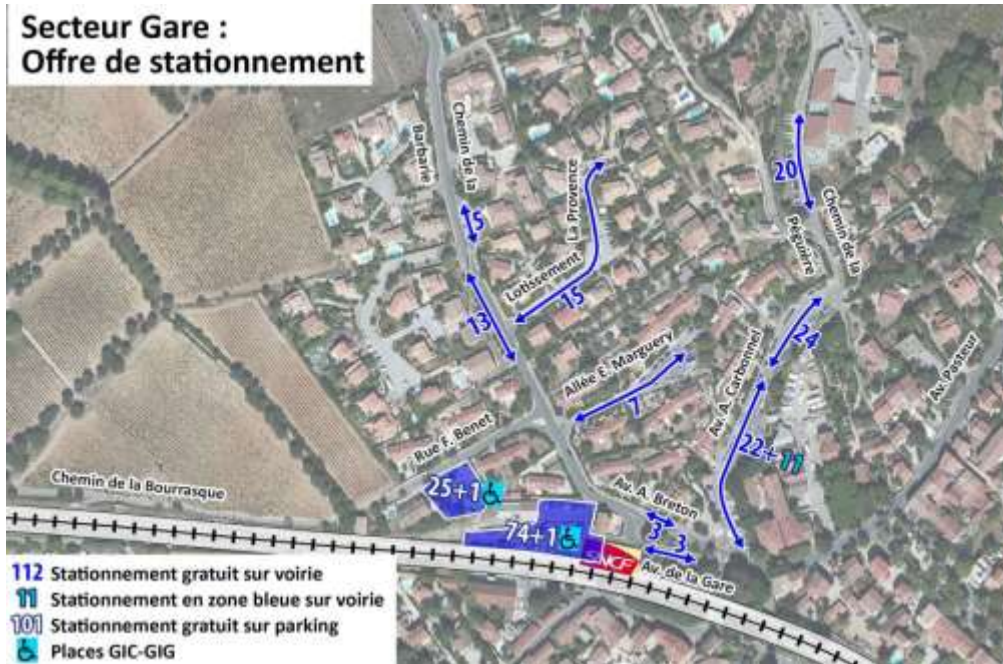 Secteur Gare :
Offre de stationnement
Chemin de la
Barbarie
5
13
Lotissement
La Provence
15
20
Chemin de la
Péguière
24
Allée E. Marguery
7
Av. A. Carbonnel
22+11
Av. Pasteur
Rue F. Benet
25+1
Chemin de la Bourrasque
74+1
Av. A. Breton
3
3
SNCF
Av. de la Gare
112 Stationnement gratuit sur voirie
11 Stationnement en zone bleue sur voirie
101 Stationnement gratuit sur parking
Places GIC-GIG